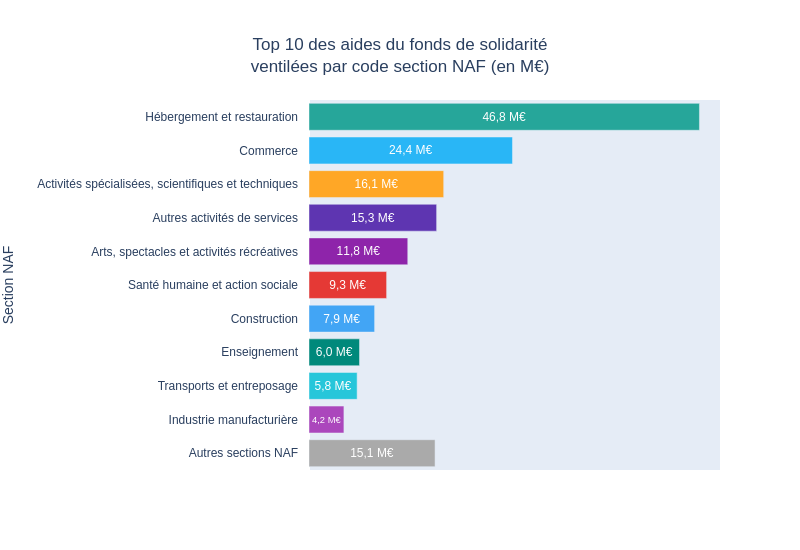 Top 10 des aides du fonds de solidarité
ventilées par code section NAF (en M€)
Section NAF
Hébergement et restauration 46,8 M€
Commerce 24,4 M€
Activités spécialisées, scientifiques et techniques 16,1 M€
Autres activités de services 15,3 M€
Arts, spectacles et activités récréatives 11,8 M€
Santé humaine et action sociale 9,3 M€
Construction 7,9 M€
Enseignement 6,0 M€
Transports et entreposage 5,8 M€
Industrie manufacturière 4,2 M€
Autres sections NAF 15,1 M€